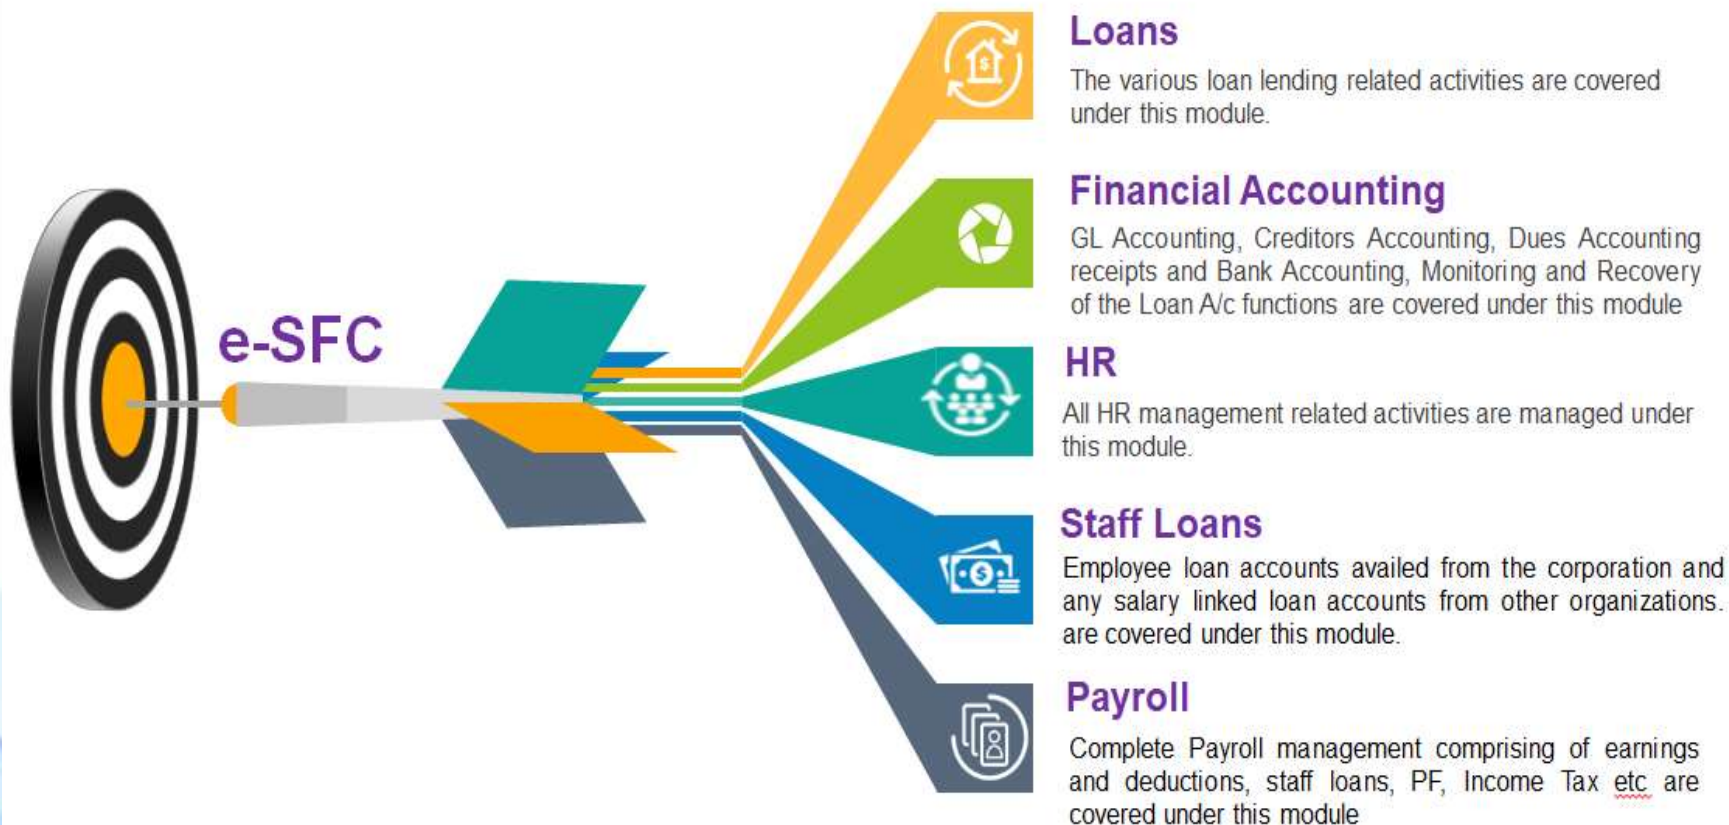 e-SFC
Loans
The various loan lending related activities are covered
under this module.
Financial Accounting
GL Accounting, Creditors Accounting, Dues Accounting
receipts and Bank Accounting, Monitoring and Recovery
of the Loan A/c functions are covered under this module
HR
All HR management related activities are managed under
this module.
Staff Loans
Employee loan accounts availed from the corporation and
any salary linked loan accounts from other organizations.
are covered under this module.
Payroll
Complete Payroll management comprising of earnings
and deductions, staff loans, PF, Income Tax etc are
covered under this module